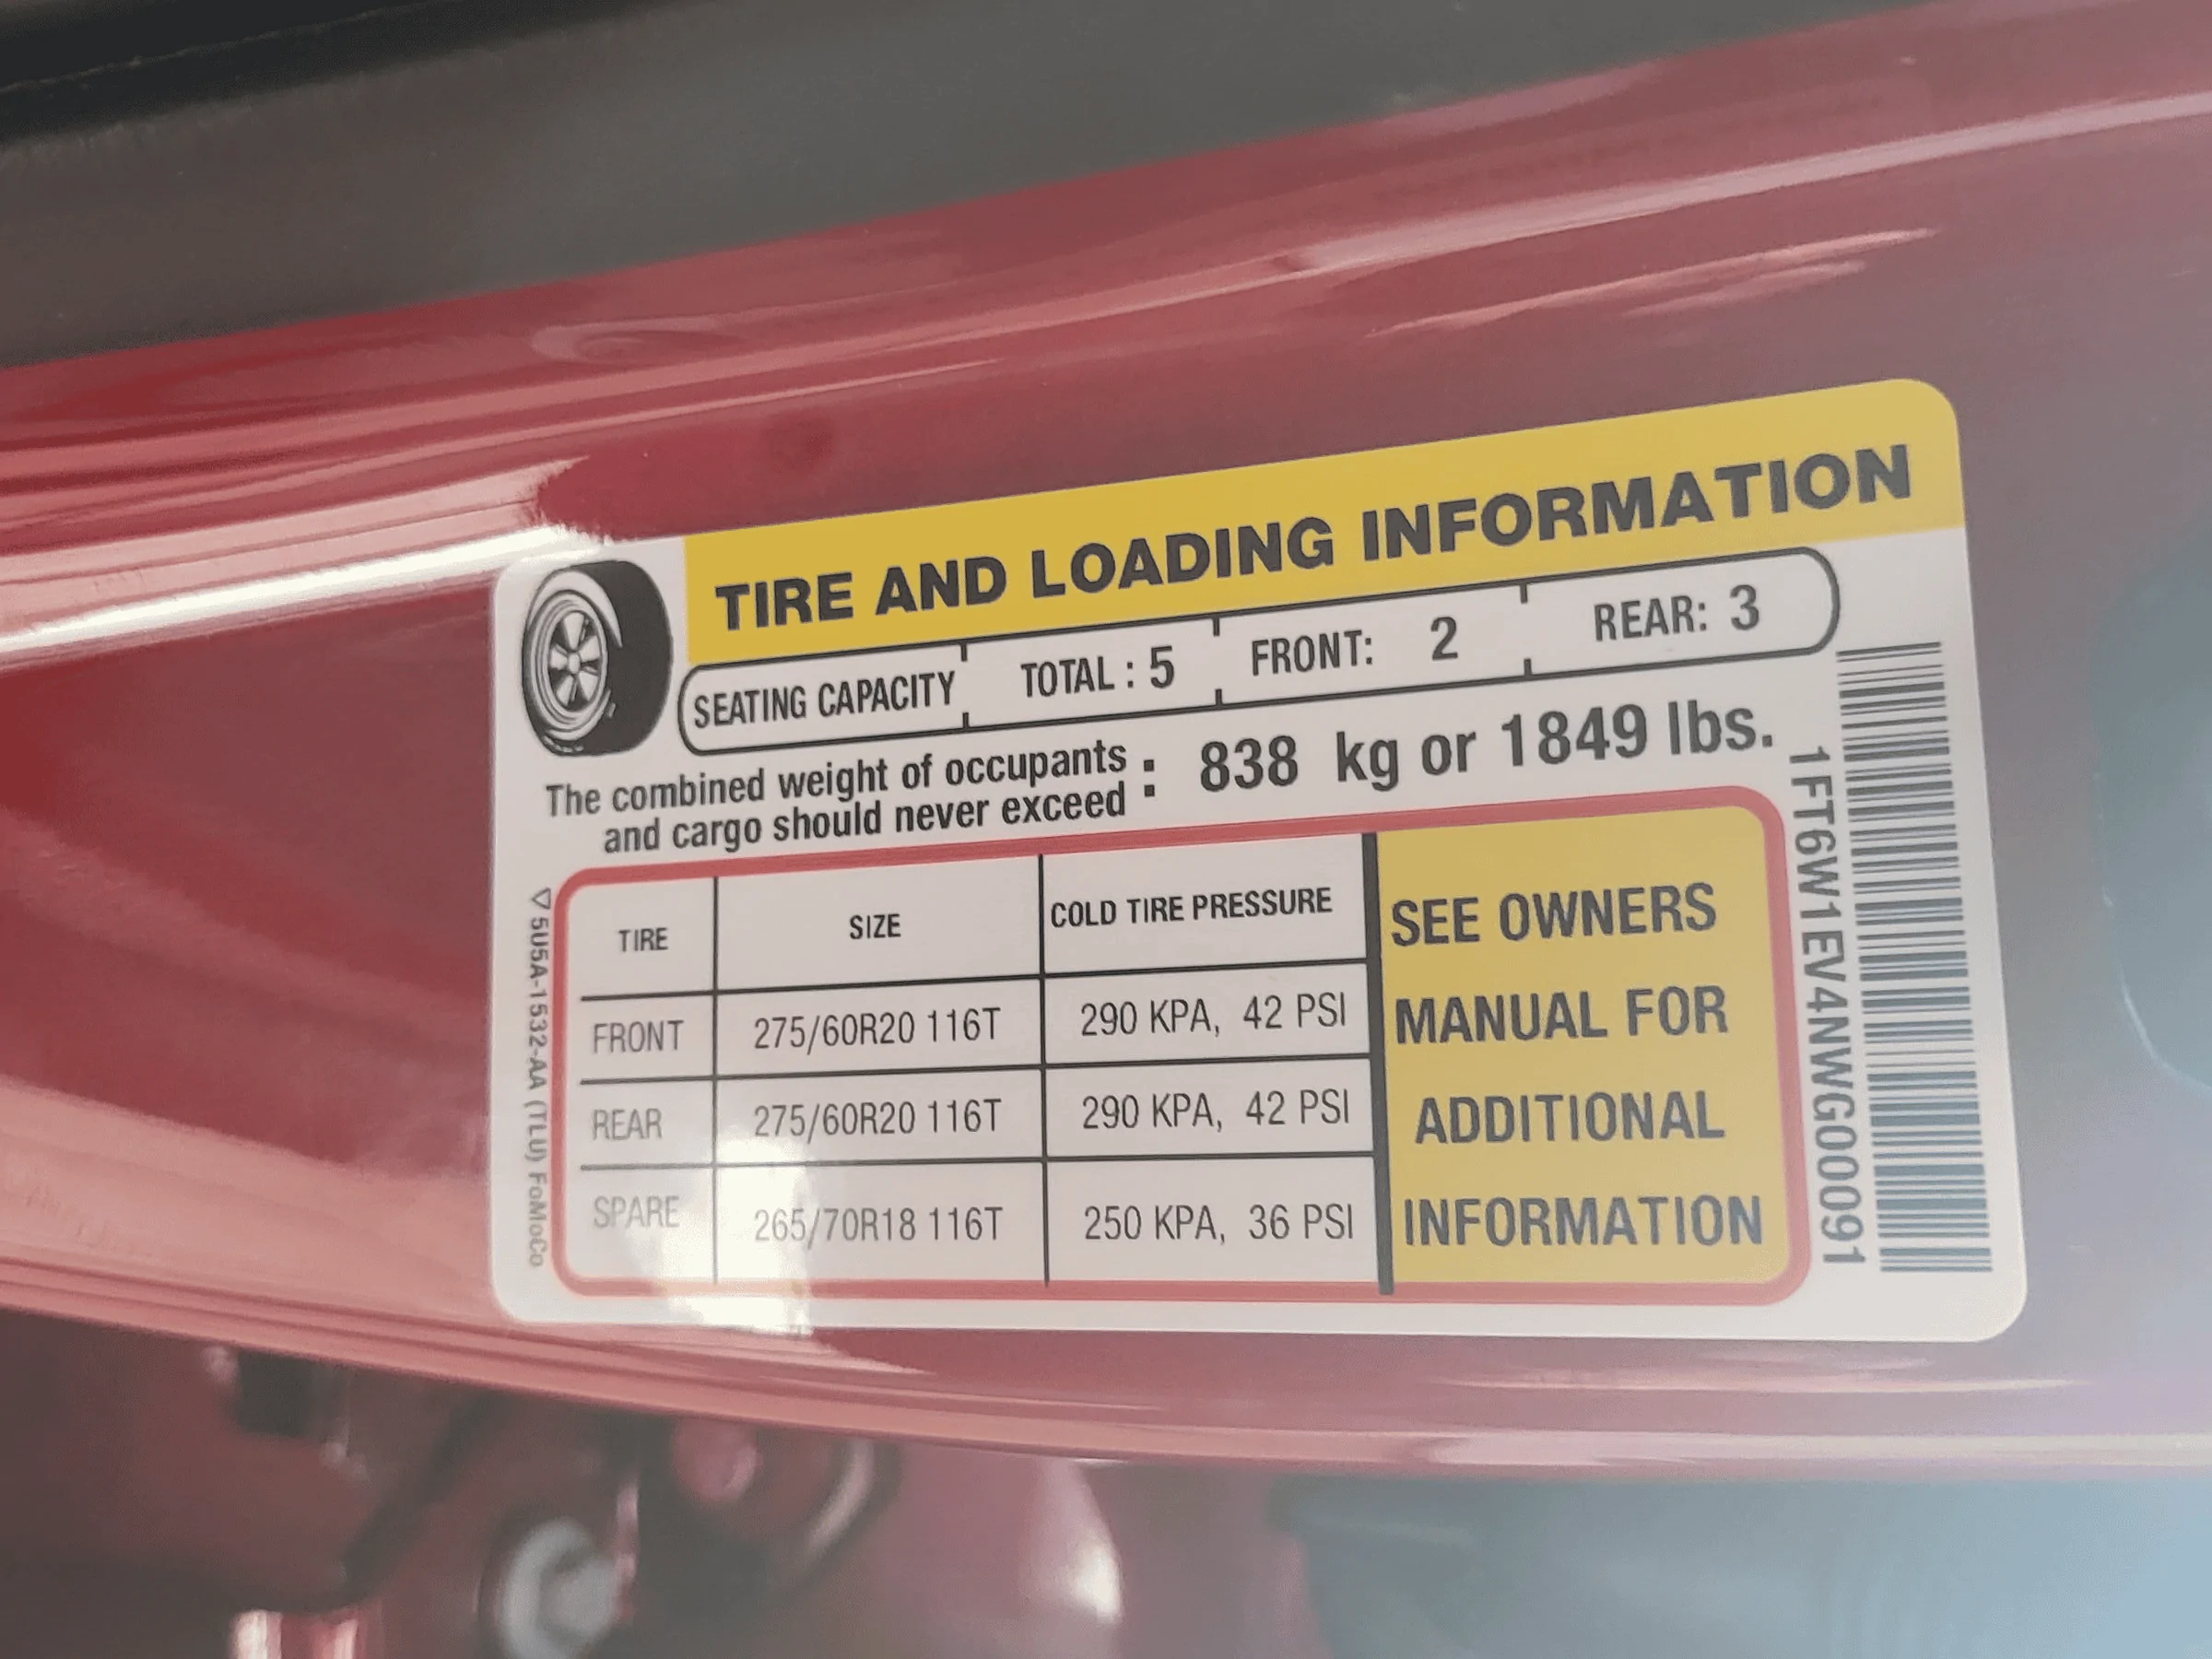 TIRE AND LOADING INFORMATION
SEATING CAPACITY TOTAL : 5 FRONT: 2 REAR: 3
The combined weight of occupants
and cargo should never exceed : 838 kg or 1849 lbs.
TIRE SIZE COLD TIRE PRESSURE
FRONT 275/60R20 116T 290 KPA, 42 PSI
REAR 275/60R20 116T 290 KPA, 42 PSI
SPARE 265/70R18 116T 250 KPA, 36 PSI
SEE OWNERS
MANUAL FOR
ADDITIONAL
INFORMATION
1FT6W1EV4NWG00091
5U5A-1532-AA (TLU) FoMoCo